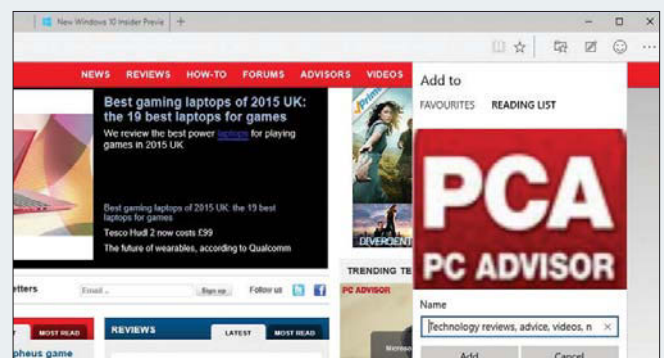 New Windows 10 Insider Previe
NEWS REVIEWS HOW-TO FORUMS ADVISORS VIDEOS
Best gaming laptops of 2015 UK:
the 19 best laptops for games
We review the best power laptops for playing
games in 2015 UK
Best gaming laptops of 2015 UK: the 19 best
laptops for games
Tesco Hudl 2 now costs £99
The future of wearables, according to Qualcomm
Prime
DIVERGENT
etters
Email ..
Sign up
Follow us
MOST READ
REVIEWS
LATEST
MOST READ
pheus game
TRENDING TE
PC ADVISOR
Microso
Add to
FAVOURITES READING LIST
PCA
PC ADVISOR
Name
Technology reviews, advice, videos, n
Add
Cancel